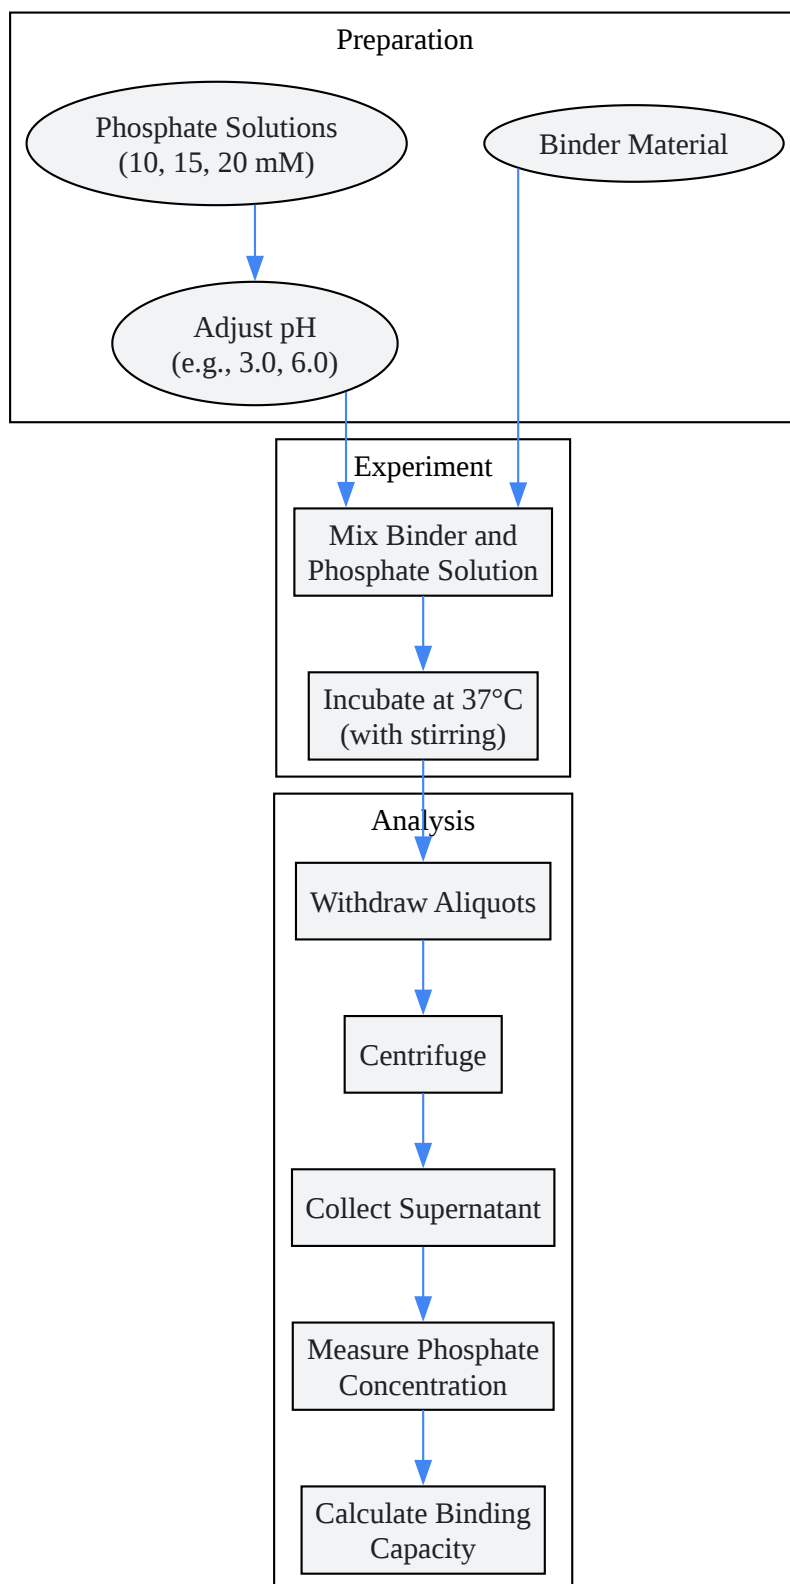 Preparation
Phosphate Solutions
(10, 15, 20 mM)
Binder Material
Adjust pH
(e.g., 3.0, 6.0)
Experiment
Mix Binder and
Phosphate Solution
Incubate at 37°C
(with stirring)
Analysis
Withdraw Aliquots
Centrifuge
Collect Supernatant
Measure Phosphate
Concentration
Calculate Binding
Capacity